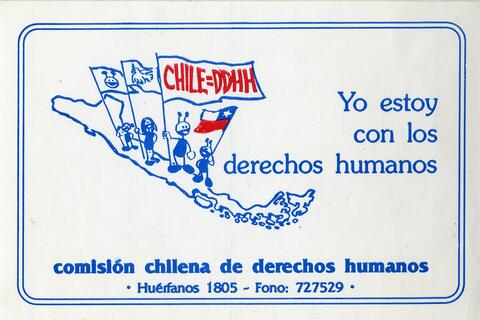 CHILE=DDHH
Yo estoy
con los
derechos humanos
comisión chilena de derechos humanos
• Huérfanos 1805 - Fono: 727529 •